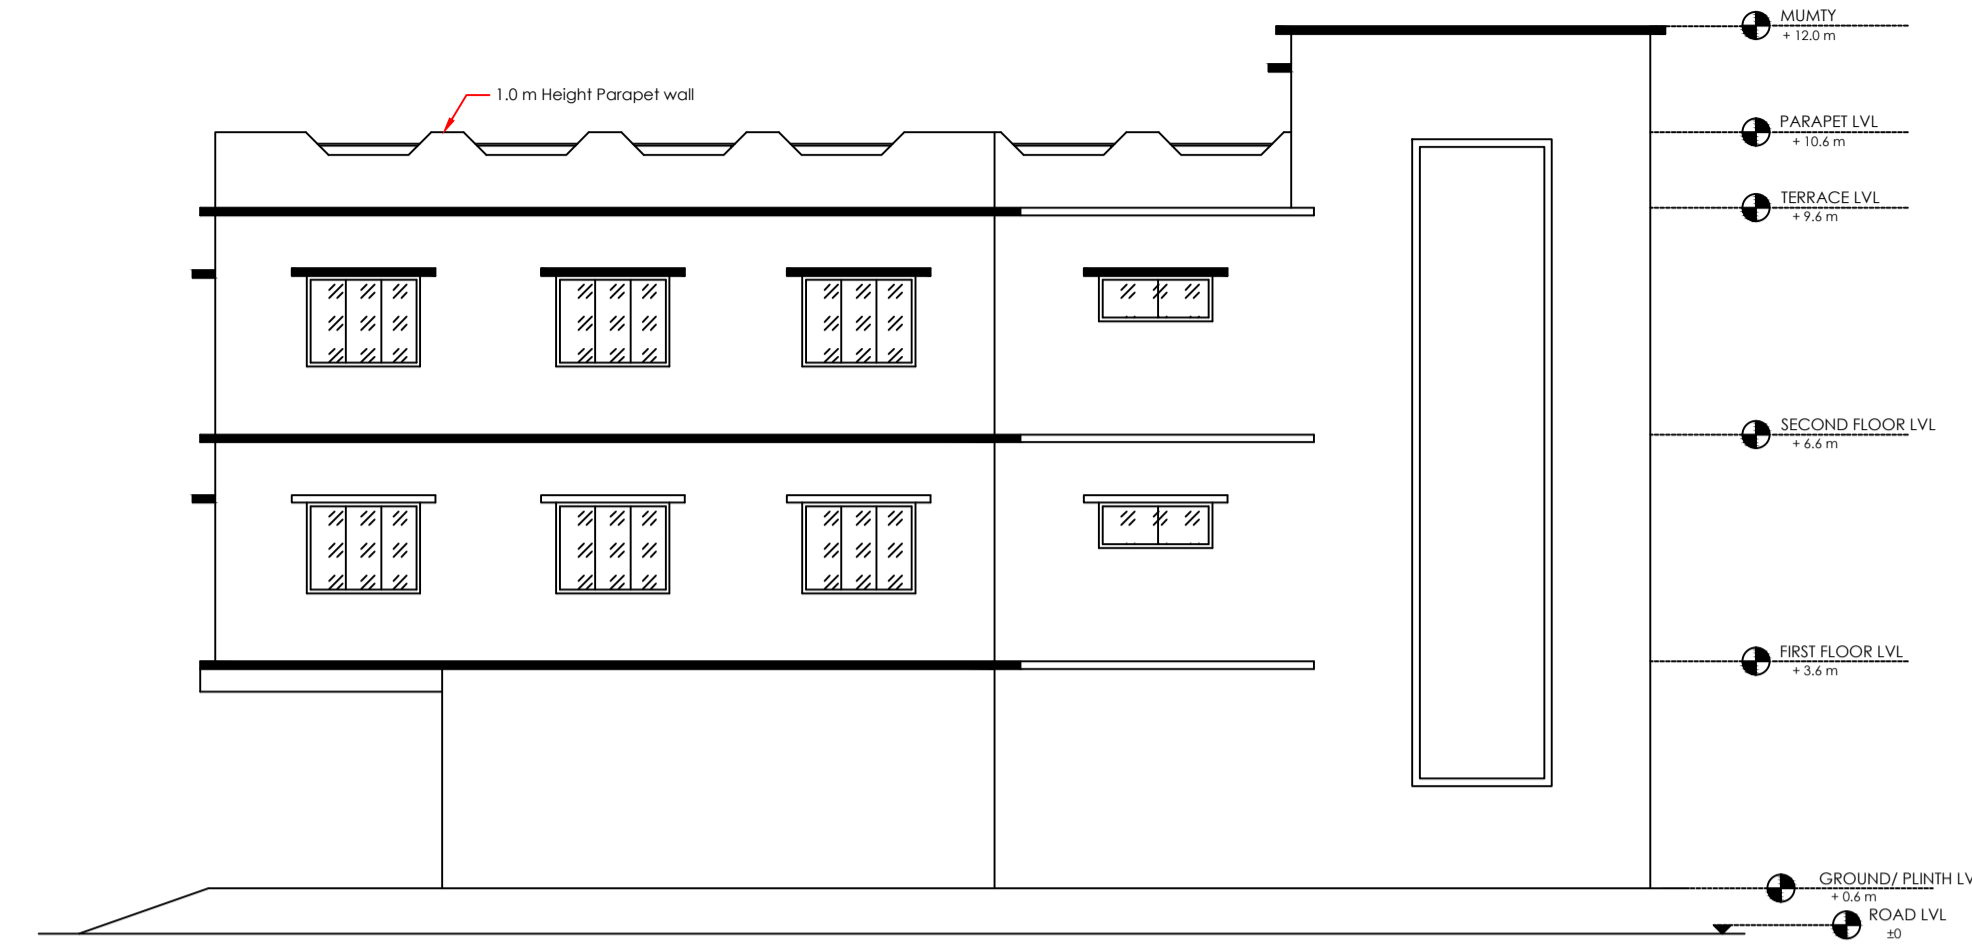 MUMTY
+ 12.0 m
1.0 m Height Parapet wall
PARAPET LVL
+ 10.6 m
TERRACE LVL
+ 9.6 m
SECOND FLOOR LVL
+ 6.6 m
FIRST FLOOR LVL
+ 3.6 m
GROUND/ PLINTH LV
+ 0.6 m
ROAD LVL
±0